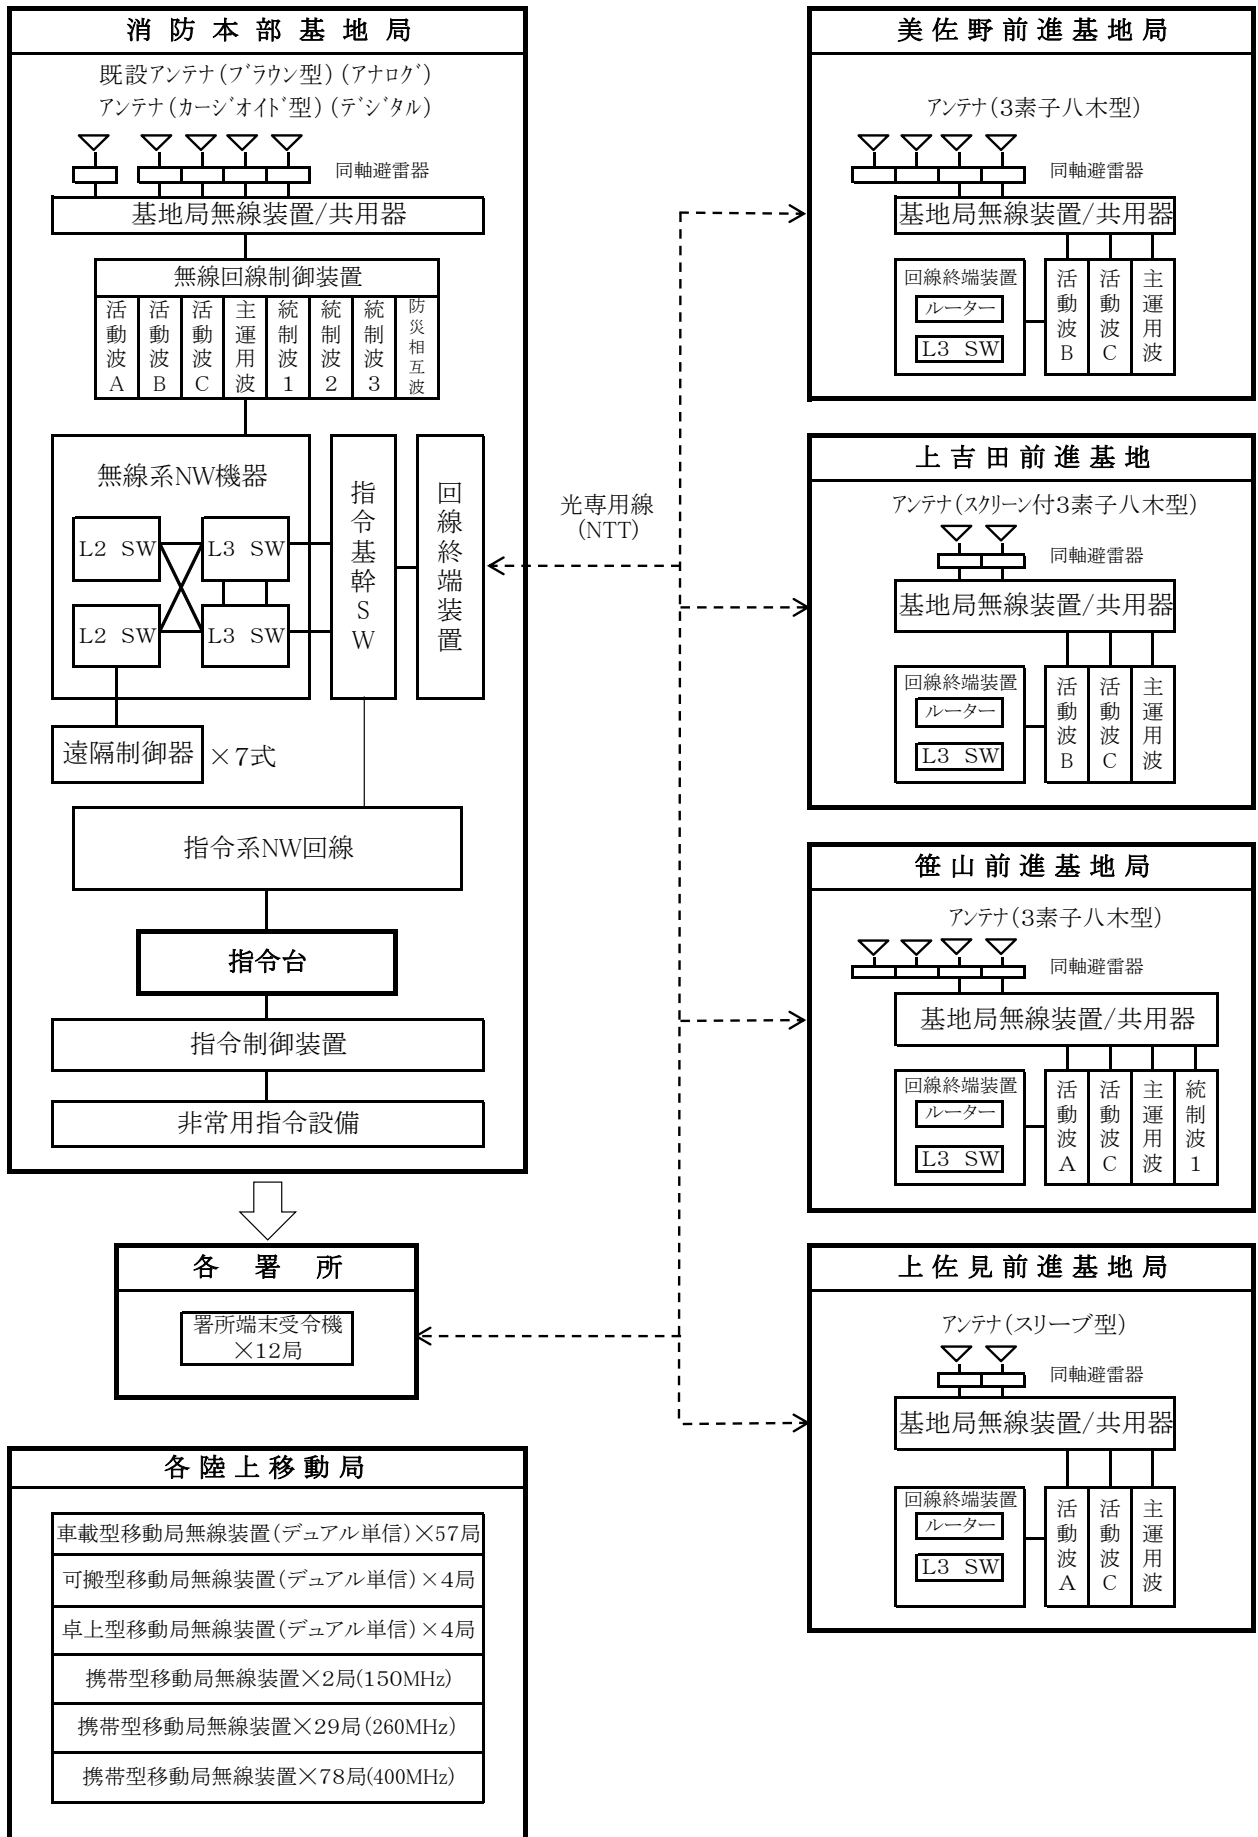 消防本部基地局
既設アンテナ(ﾌﾞﾗｳﾝ型)(ｱﾅﾛｸﾞ)
アンテナ(ｶｰｼﾞｵｲﾄﾞ型)(ﾃﾞｼﾞﾀﾙ)
同軸避雷器
基地局無線装置/共用器
無線回線制御装置
活動波A
活動波B
活動波C
主運用波
統制波1
統制波2
統制波3
防災相互波
無線系NW機器
L2 SW
L3 SW
L2 SW
L3 SW
指令基幹SW
回線終端装置
遠隔制御器
×7式
指令系NW回線
指令台
指令制御装置
非常用指令設備
各署所
署所端末受令機
×12局
各陸上移動局
車載型移動局無線装置(デュアル単信)×57局
可搬型移動局無線装置(デュアル単信)×4局
卓上型移動局無線装置(デュアル単信)×4局
携帯型移動局無線装置×2局(150MHz)
携帯型移動局無線装置×29局(260MHz)
携帯型移動局無線装置×78局(400MHz)
光専用線
(NTT)
美佐野前進基地局
アンテナ(3素子八木型)
同軸避雷器
基地局無線装置/共用器
回線終端装置
ルーター
L3 SW
活動波B
活動波C
主運用波
上吉田前進基地
アンテナ(ｽｸﾘｰﾝ付3素子八木型)
同軸避雷器
基地局無線装置/共用器
回線終端装置
ルーター
L3 SW
活動波B
活動波C
主運用波
笹山前進基地局
アンテナ(3素子八木型)
同軸避雷器
基地局無線装置/共用器
回線終端装置
ルーター
L3 SW
活動波A
活動波C
主運用波
統制波1
上佐見前進基地局
アンテナ(スリーブ型)
同軸避雷器
基地局無線装置/共用器
回線終端装置
ルーター
L3 SW
活動波A
活動波C
主運用波